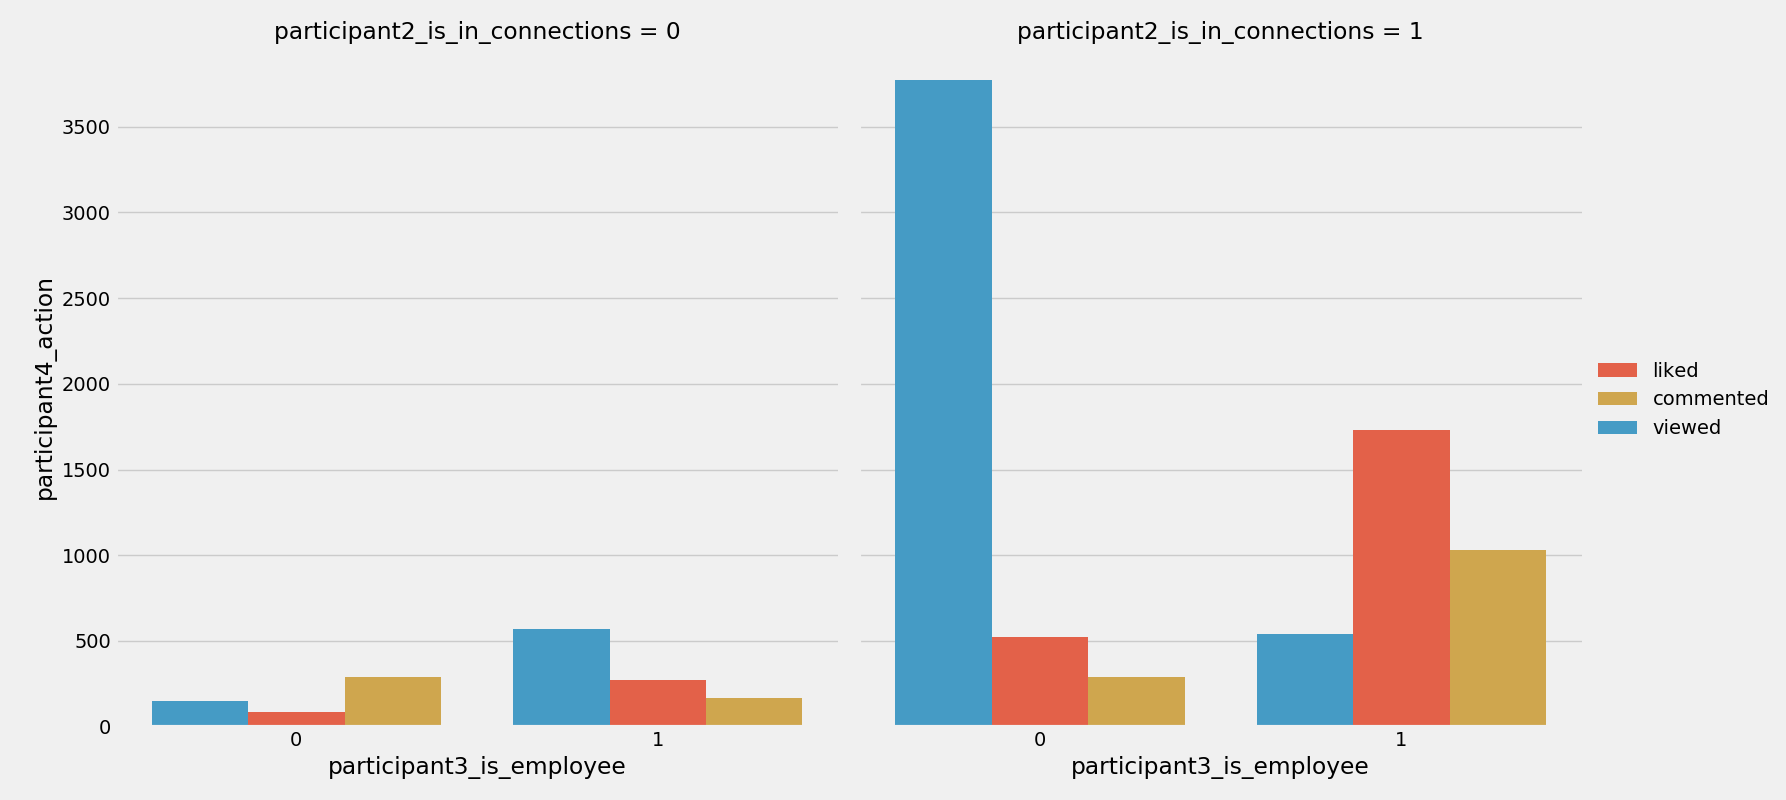 participant2_is_in_connections = 0
participant2_is_in_connections = 1
participant4_action
3500
3000
2500
2000
1500
1000
500
0
0
1
0
1
participant3_is_employee
participant3_is_employee
liked
commented
viewed